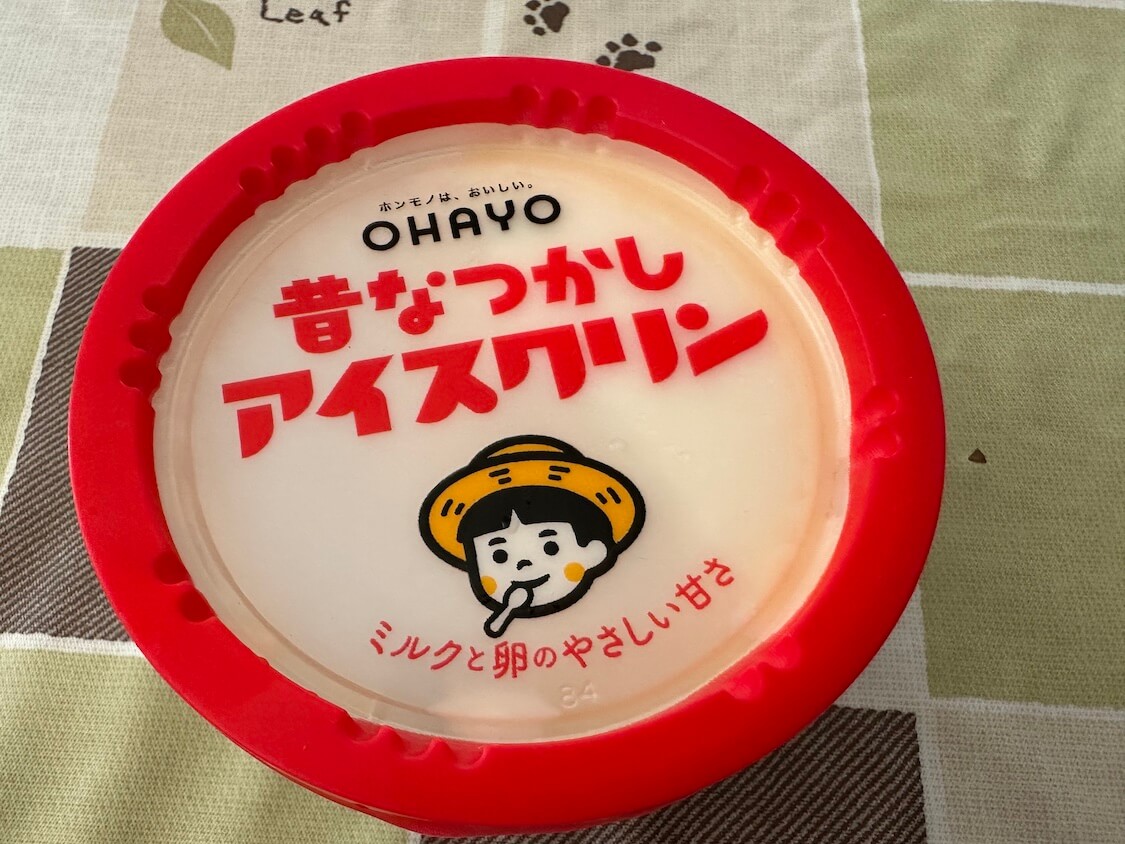 Leaf
ホンモノは、おいしい。
OHAYO
昔なつかし
アイスクリン
ミルクと卵のやさしい甘さ
84